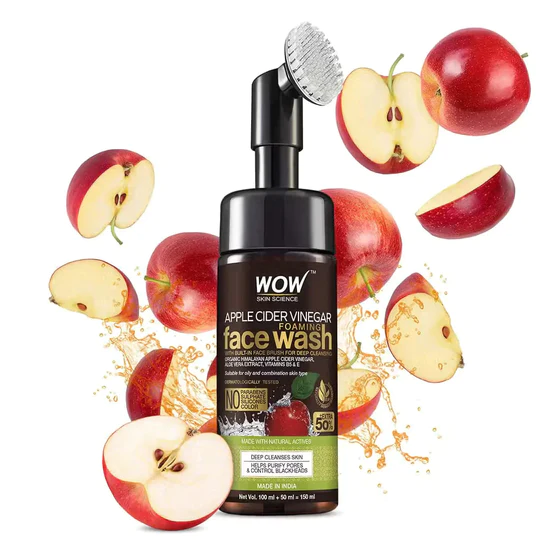 WOW™
SKIN SCIENCE
APPLE CIDER VINEGAR
FOAMING
face wash
WITH BUILT-IN FACE BRUSH FOR DEEP CLEANSING
ORGANIC HIMALAYAN APPLE CIDER VINEGAR,
ALOE VERA EXTRACT, VITAMINS B5 & E
Suitable for oily and combination skin type
DERMATOLOGICALLY TESTED
NO PARABENS
SULPHATE
SILICONES
COLOR
EXTRA
50%
MADE WITH NATURAL ACTIVES
DEEP CLEANSES SKIN
HELPS PURIFY PORES
& CONTROL BLACKHEADS
MADE IN INDIA
Net Vol. 100 ml + 50 ml = 150 ml